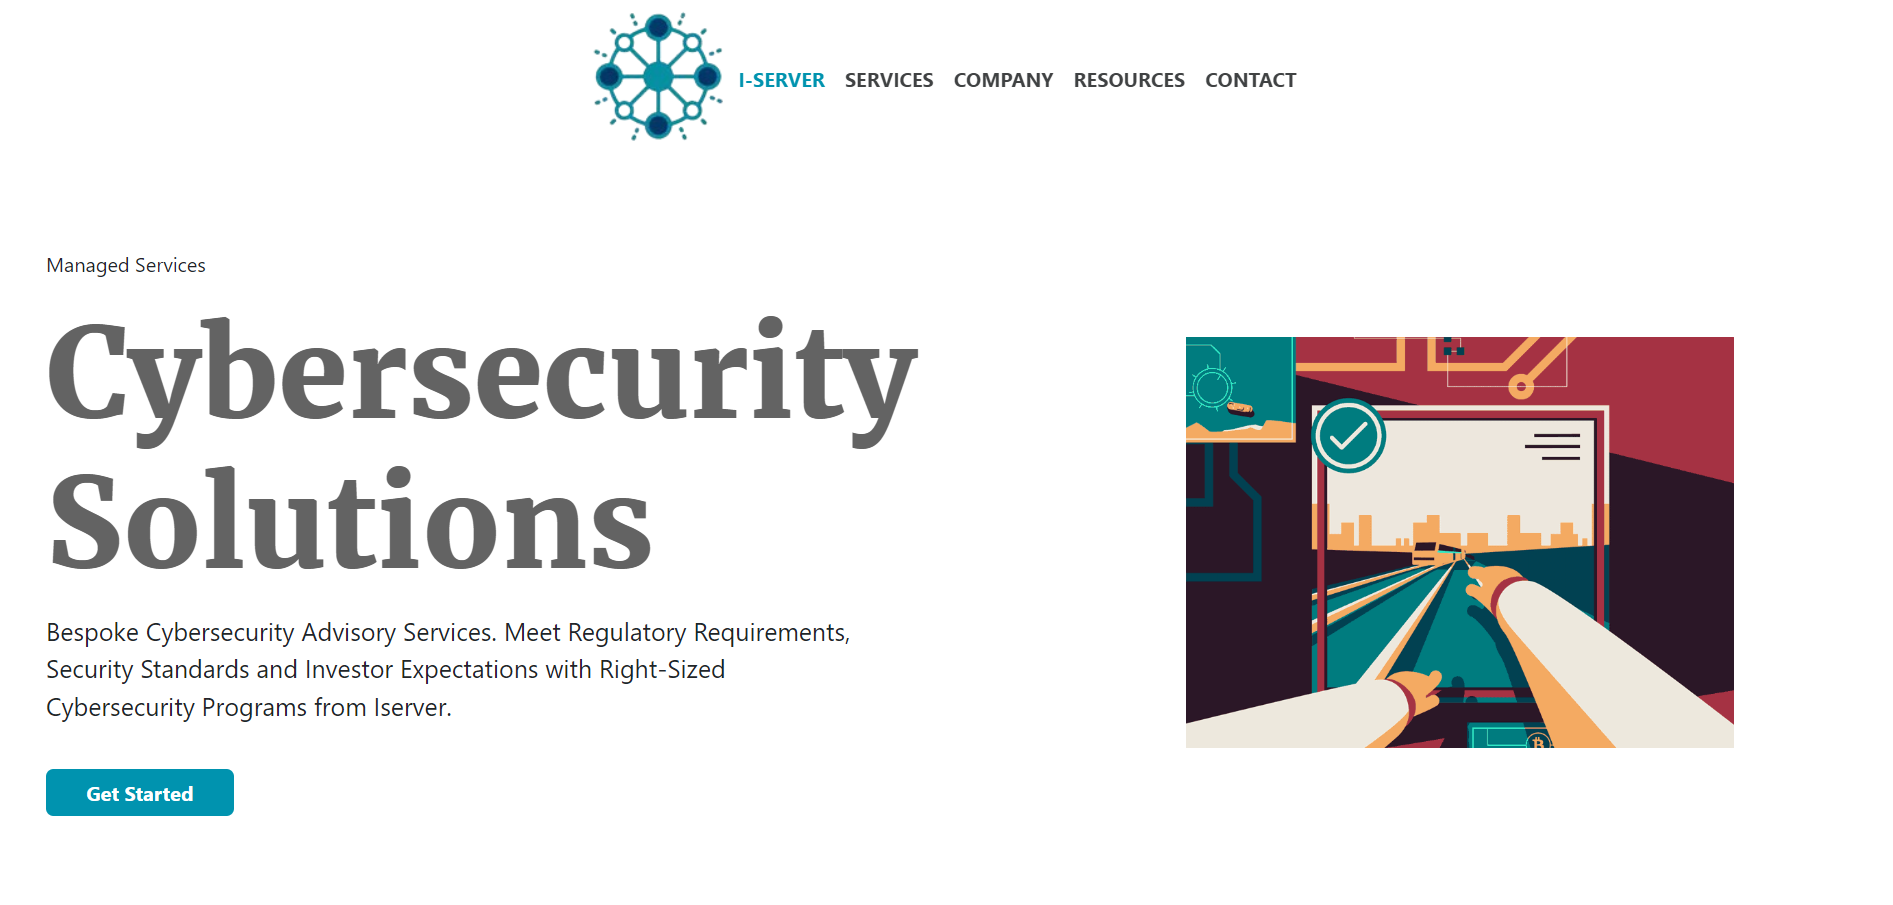 I-SERVER SERVICES COMPANY RESOURCES CONTACT
Managed Services
Cybersecurity
Solutions
Bespoke Cybersecurity Advisory Services. Meet Regulatory Requirements,
Security Standards and Investor Expectations with Right-Sized
Cybersecurity Programs from Iserver.
Get Started